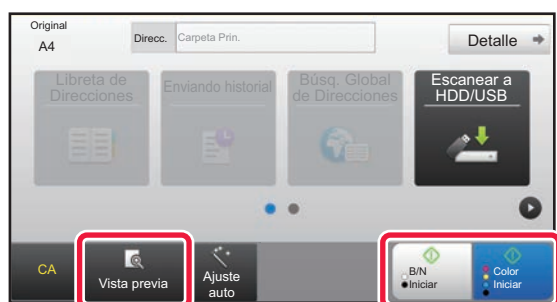 Original
A4
Direcc.
Carpeta Prin.
Detalle
Libreta de
Direcciones
Enviando historial
Búsq. Global
de Direcciones
Escanear a
HDD/USB
CA
Vista previa
Ajuste
auto
B/N
Iniciar
Color
Iniciar